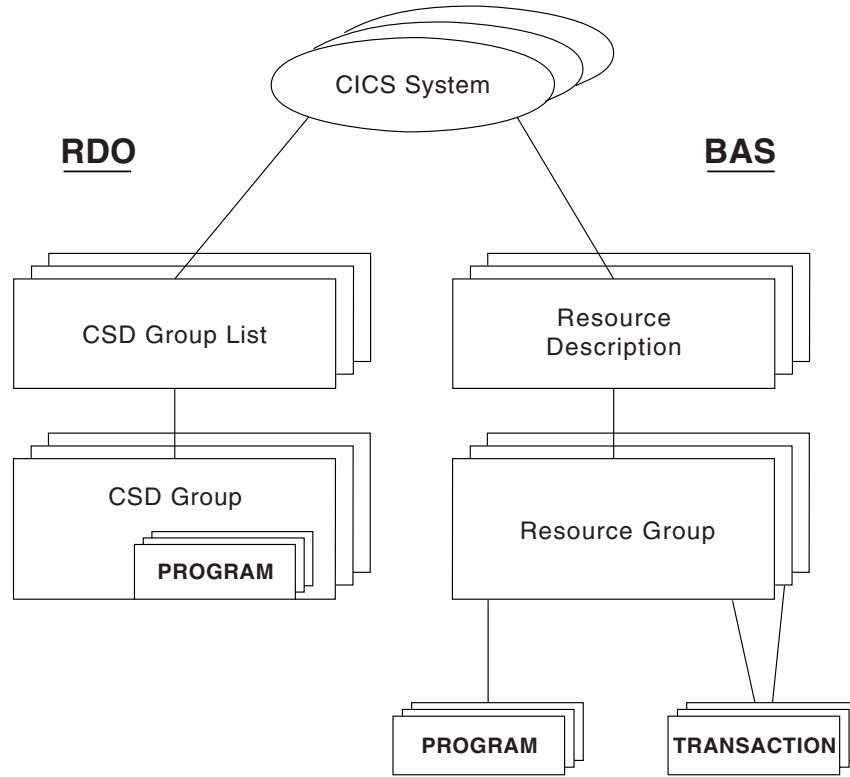 CICS System
RDO
BAS
CSD Group List
Resource
Description
CSD Group
PROGRAM
Resource Group
PROGRAM
TRANSACTION